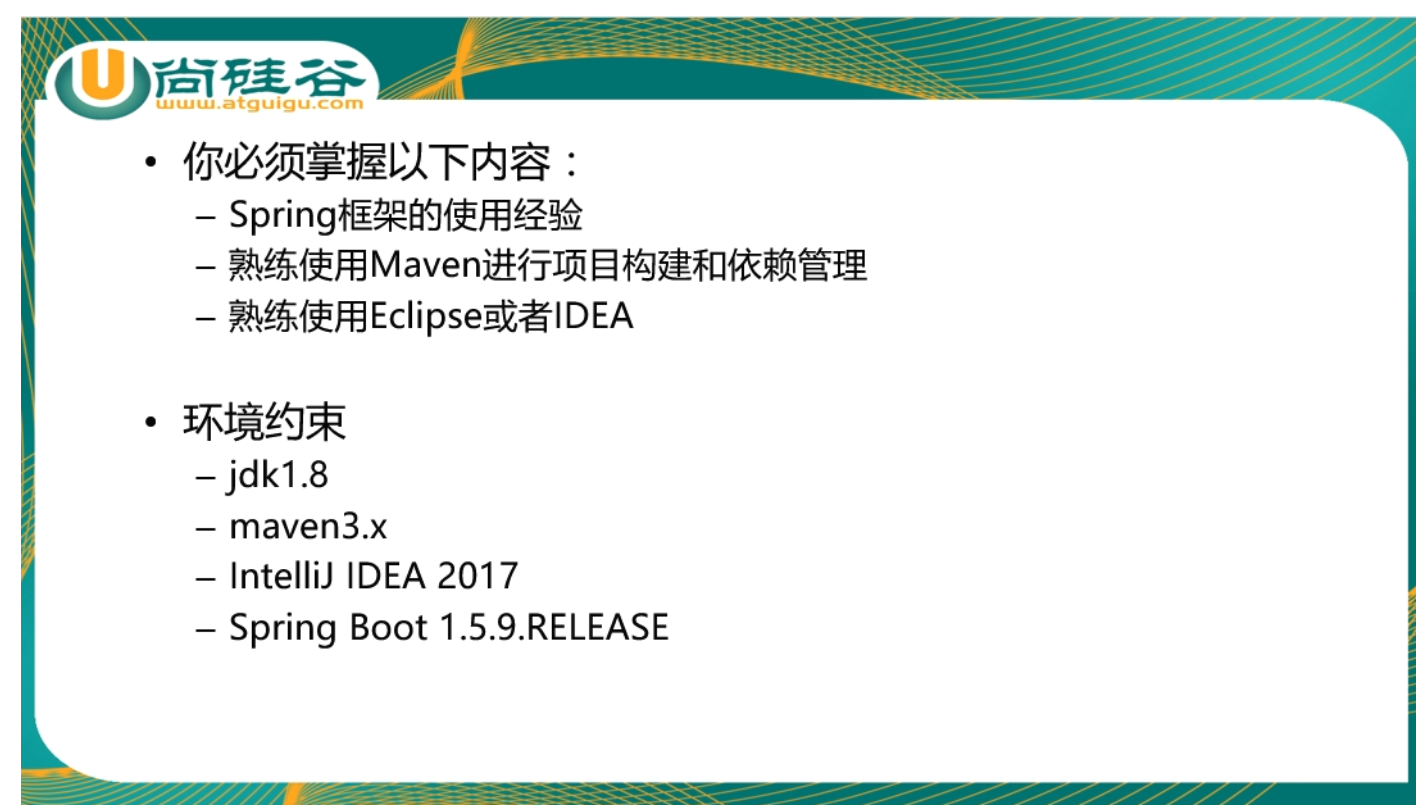 尚硅谷
www.atguigu.com
• 你必须掌握以下内容：
– Spring框架的使用经验
– 熟练使用Maven进行项目构建和依赖管理
– 熟练使用Eclipse或者IDEA
• 环境约束
– jdk1.8
– maven3.x
– IntelliJ IDEA 2017
– Spring Boot 1.5.9.RELEASE